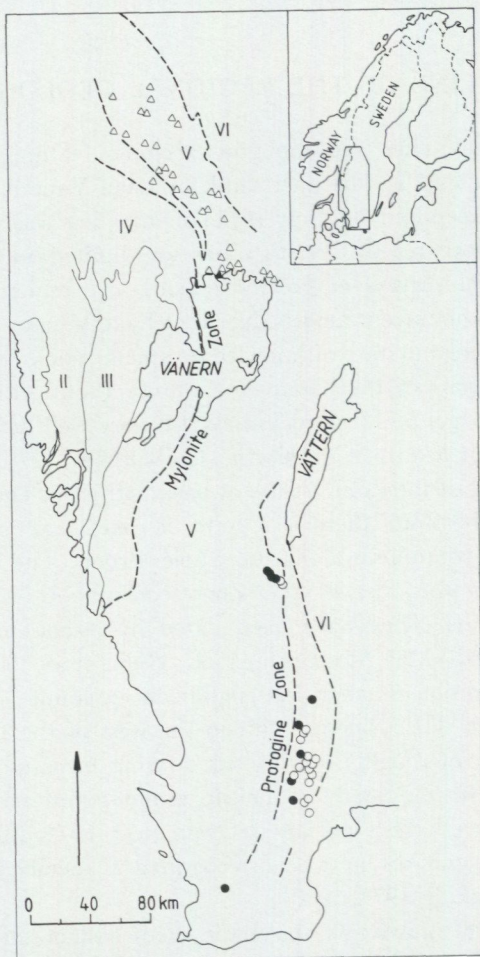 NORWAY
SWEDEN
VI
V
IV
Zone
VÄNERN
I
II
III
Mylonite
VÄTTERN
V
VI
Protogine Zone
0 40 80 km